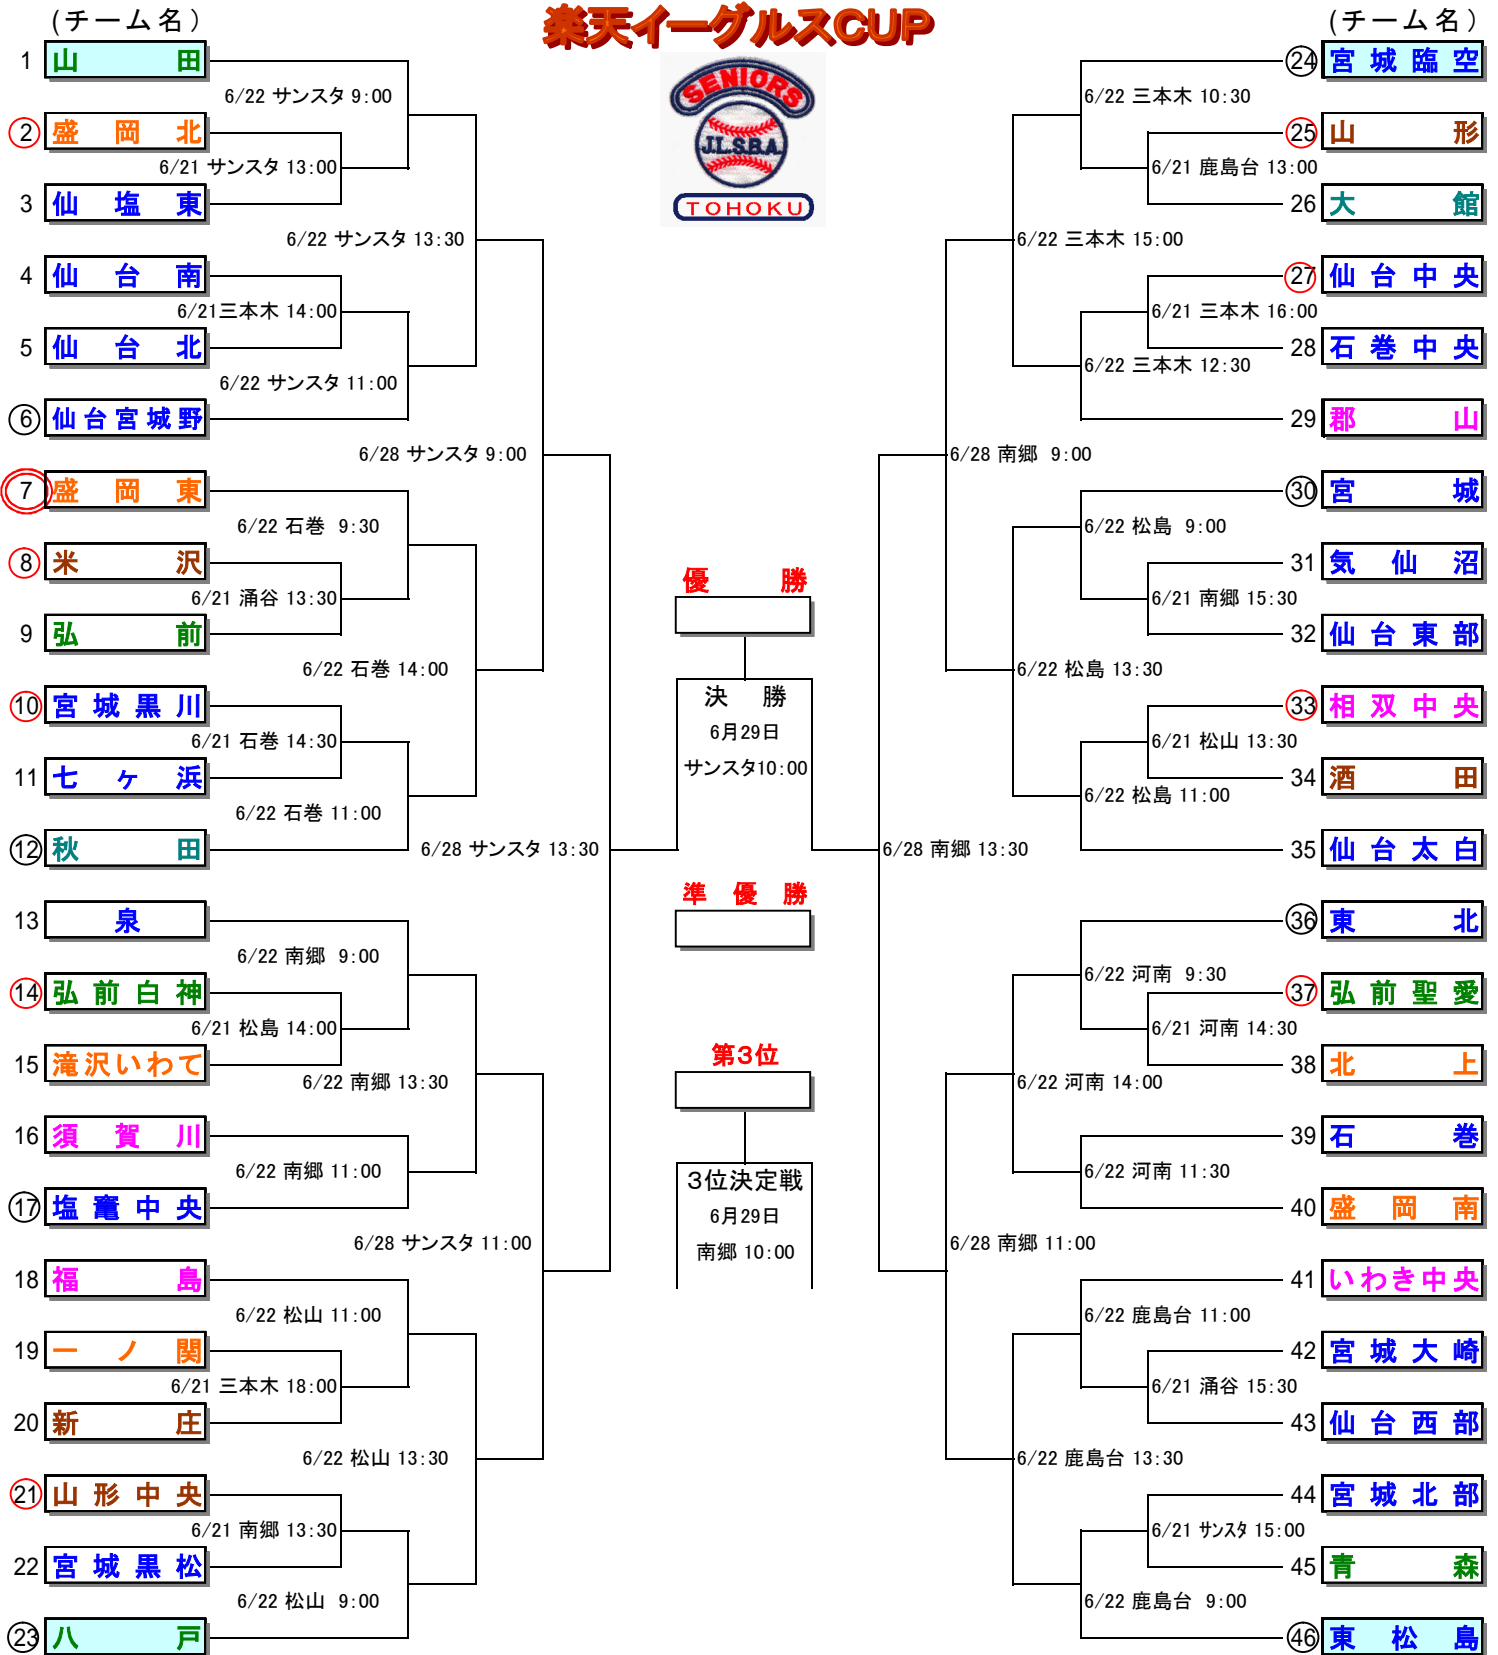 楽天イーグルスCUP
SENIORS
J.L.S.B.A.
TOHOKU
(チーム名)
1 山田
6/22 サンスタ 9:00
2 盛岡北
6/21 サンスタ 13:00
3 仙塩東
6/22 サンスタ 13:30
4 仙台南
6/21三本木 14:00
5 仙台北
6/22 サンスタ 11:00
6 仙台宮城野
6/28 サンスタ 9:00
7 盛岡東
6/22 石巻 9:30
8 米沢
6/21 涌谷 13:30
9 弘前
6/22 石巻 14:00
10 宮城黒川
6/21 石巻 14:30
11 七ヶ浜
6/22 石巻 11:00
12 秋田
6/28 サンスタ 13:30
13 泉
6/22 南郷 9:00
14 弘前白神
6/21 松島 14:00
15 滝沢いわて
6/22 南郷 13:30
16 須賀川
6/22 南郷 11:00
17 塩竈中央
6/28 サンスタ 11:00
18 福島
6/22 松山 11:00
19 一ノ関
6/21 三本木 18:00
20 新庄
6/22 松山 13:30
21 山形中央
6/21 南郷 13:30
22 宮城黒松
6/22 松山 9:00
23 八戸
優勝
決勝
6月29日
サンスタ10:00
準優勝
第3位
3位決定戦
6月29日
南郷 10:00
(チーム名)
24 宮城臨空
6/22 三本木 10:30
25 山形
6/21 鹿島台 13:00
26 大館
6/22 三本木 15:00
27 仙台中央
6/21 三本木 16:00
28 石巻中央
6/22 三本木 12:30
29 郡山
6/28 南郷 9:00
30 宮城
6/22 松島 9:00
31 気仙沼
6/21 南郷 15:30
32 仙台東部
6/22 松島 13:30
33 相双中央
6/21 松山 13:30
34 酒田
6/22 松島 11:00
35 仙台太白
6/28 南郷 13:30
36 東北
6/22 河南 9:30
37 弘前聖愛
6/21 河南 14:30
38 北上
6/22 河南 14:00
39 石巻
6/22 河南 11:30
40 盛岡南
6/28 南郷 11:00
41 いわき中央
6/22 鹿島台 11:00
42 宮城大崎
6/21 涌谷 15:30
43 仙台西部
6/22 鹿島台 13:30
44 宮城北部
6/21 サンスタ 15:00
45 青森
6/22 鹿島台 9:00
46 東松島